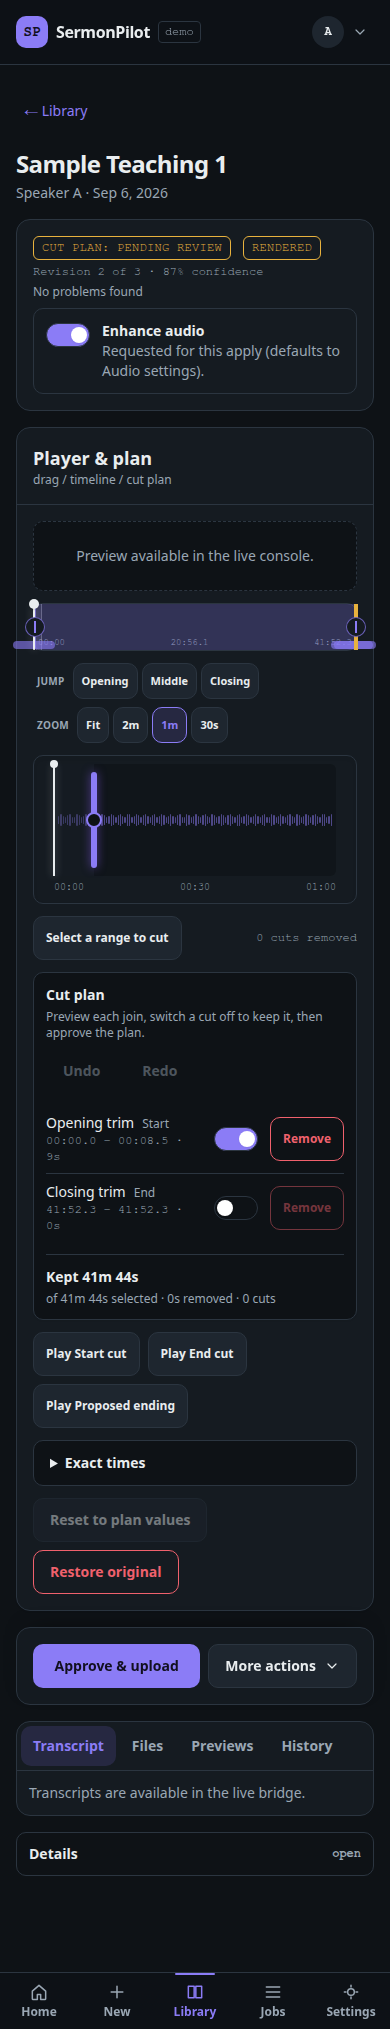 SP SermonPilot demo A
← Library
Sample Teaching 1
Speaker A · Sep 6, 2026
CUT PLAN: PENDING REVIEW RENDERED
Revision 2 of 3 · 87% confidence
No problems found
Enhance audio
Requested for this apply (defaults to
Audio settings).
Player & plan
drag / timeline / cut plan
Preview available in the live console.
20:56.1
JUMP Opening Middle Closing
ZOOM Fit 2m 1m 30s
00:00 00:30 01:00
Select a range to cut 0 cuts removed
Cut plan
Preview each join, switch a cut off to keep it, then
approve the plan.
Undo Redo
Opening trim Start
00:00.0 – 00:08.5 ·
9s
Remove
Closing trim End
41:52.3 – 41:52.3 ·
0s
Remove
Kept 41m 44s
of 41m 44s selected · 0s removed · 0 cuts
Play Start cut Play End cut
Play Proposed ending
▶ Exact times
Reset to plan values
Restore original
Approve & upload More actions
Transcript Files Previews History
Transcripts are available in the live bridge.
Details open
Home New Library Jobs Settings